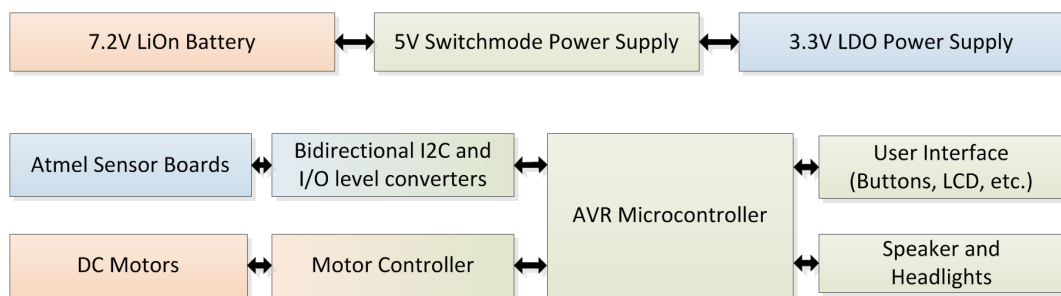 7.2V LiOn Battery
5V Switchmode Power Supply
3.3V LDO Power Supply
Atmel Sensor Boards
Bidirectional I2C and
I/O level converters
AVR Microcontroller
User Interface
(Buttons, LCD, etc.)
DC Motors
Motor Controller
Speaker and
Headlights